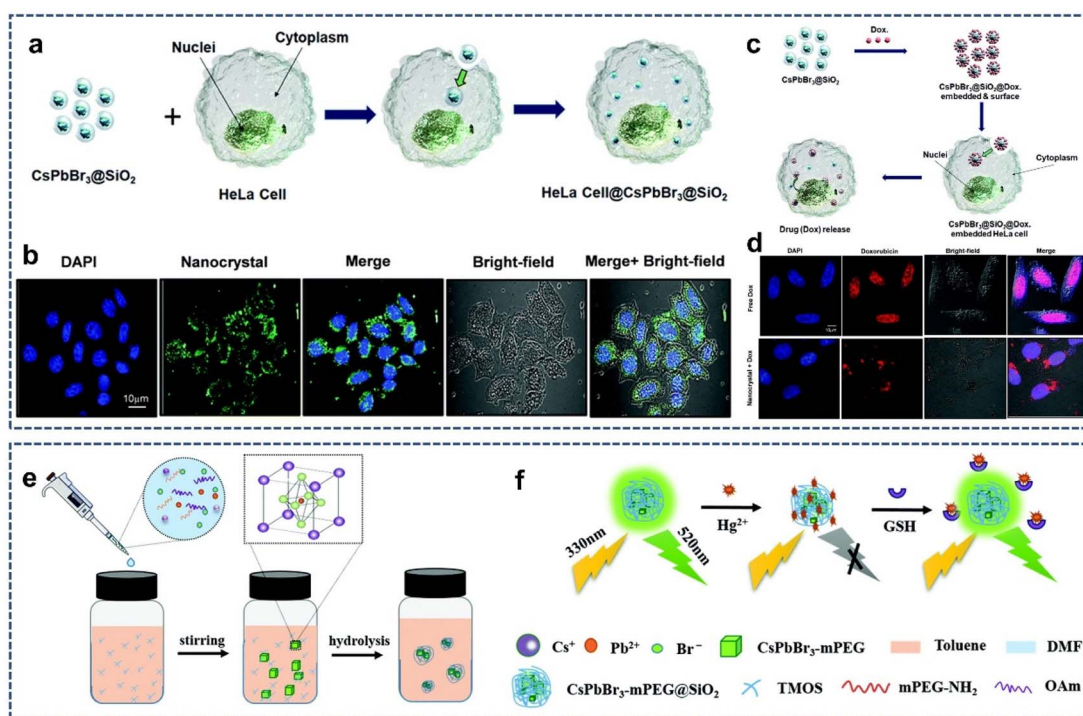 a
Nuclei
Cytoplasm
CsPbBr₃@SiO₂
+
HeLa Cell
HeLa Cell@CsPbBr₃@SiO₂
b
DAPI
Nanocrystal
Merge
Bright-field
Merge+ Bright-field
10μm
c
Dox.
CsPbBr₃@SiO₂
CsPbBr₃@SiO₂@Dox.
embedded & surface
Nuclei
Cytoplasm
Drug (Dox) release
CsPbBr₃@SiO₂@Dox.
embedded HeLa cell
d
DAPI
Doxorubicin
Bright-field
Merge
Free Dox
10μm
Nanocrystal + Dox
e
stirring
hydrolysis
f
330nm
520nm
Hg²⁺
GSH
Cs⁺
Pb²⁺
Br⁻
CsPbBr₃-mPEG
Toluene
DMF
CsPbBr₃-mPEG@SiO₂
TMOS
mPEG-NH₂
OAm